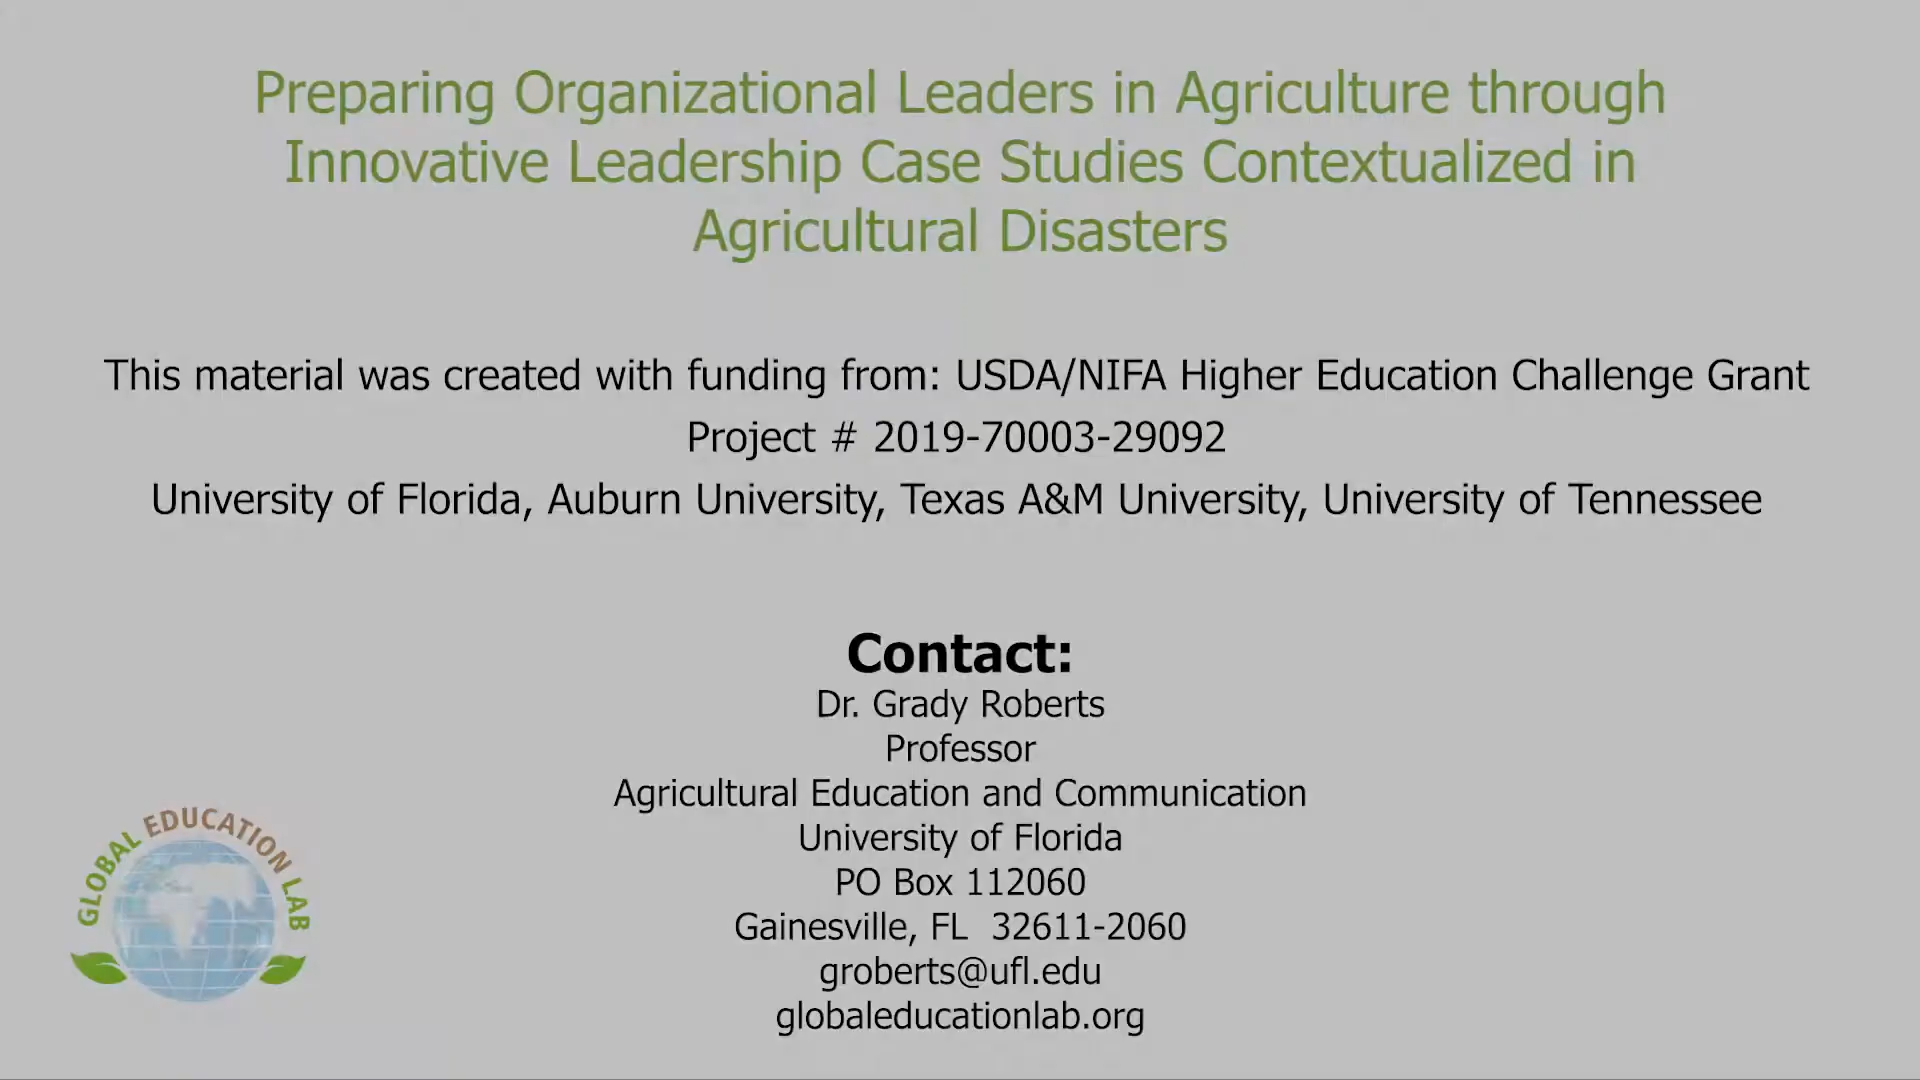 Preparing Organizational Leaders in Agriculture through
Innovative Leadership Case Studies Contextualized in
Agricultural Disasters
This material was created with funding from: USDA/NIFA Higher Education Challenge Grant
Project # 2019-70003-29092
University of Florida, Auburn University, Texas A&M University, University of Tennessee
Contact:
Dr. Grady Roberts
Professor
Agricultural Education and Communication
University of Florida
PO Box 112060
Gainesville, FL  32611-2060
groberts@ufl.edu
globaleducationlab.org
GLOBAL EDUCATION LAB